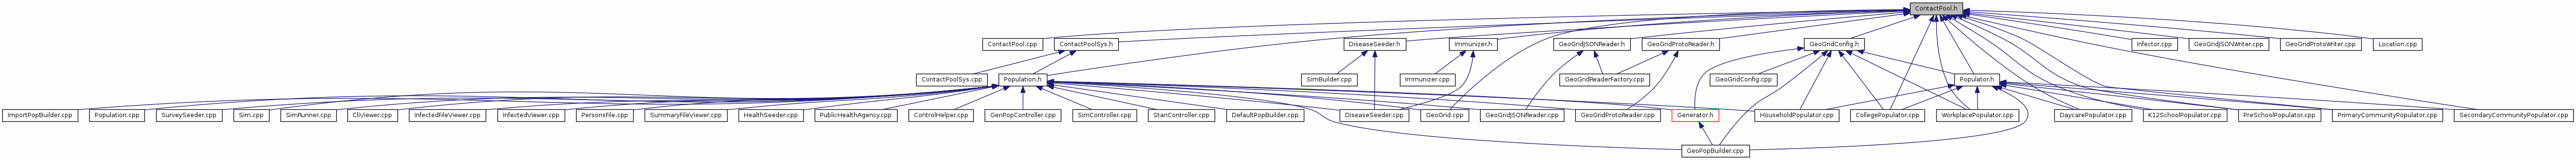 ContactPool.h
ContactPool.cpp
ContactPoolSys.h
DiseaseSeeder.h
Immunizer.h
GeoGridJSONReader.h
GeoGridProtoReader.h
GeoGridConfig.h
Infector.cpp
GeoGridJSONWriter.cpp
GeoGridProtoWriter.cpp
Location.cpp
ContactPoolSys.cpp
Population.h
SimBuilder.cpp
Immunizer.cpp
GeoGridReaderFactory.cpp
GeoGridConfig.cpp
Populator.h
ImportPopBuilder.cpp
Population.cpp
SurveySeeder.cpp
Sim.cpp
SimRunner.cpp
CliViewer.cpp
InfectedFileViewer.cpp
InfectedViewer.cpp
PersonsFile.cpp
SummaryFileViewer.cpp
HealthSeeder.cpp
PublicHealthAgency.cpp
ControlHelper.cpp
GenPopController.cpp
SimController.cpp
StanController.cpp
DefaultPopBuilder.cpp
DiseaseSeeder.cpp
GeoGrid.cpp
GeoGridJSONReader.cpp
GeoGridProtoReader.cpp
Generator.h
HouseholdPopulator.cpp
CollegePopulator.cpp
WorkplacePopulator.cpp
DaycarePopulator.cpp
K12SchoolPopulator.cpp
PreSchoolPopulator.cpp
PrimaryCommunityPopulator.cpp
SecondaryCommunityPopulator.cpp
GeoPopBuilder.cpp